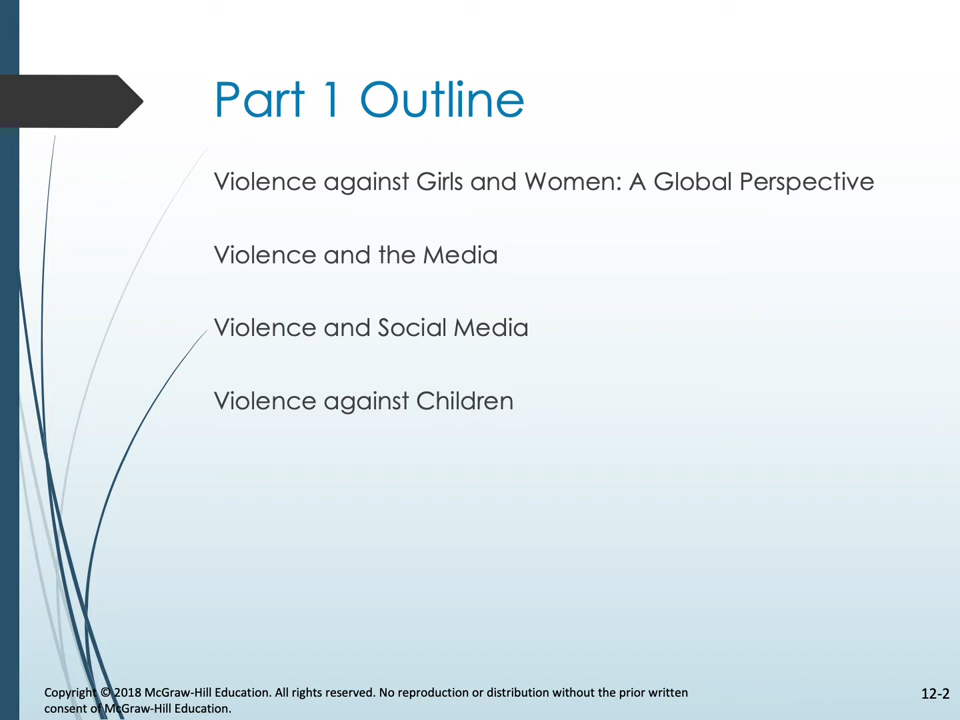 Part 1 Outline
Violence against Girls and Women: A Global Perspective
Violence and the Media
Violence and Social Media
Violence against Children
Copyright © 2018 McGraw-Hill Education. All rights reserved. No reproduction or distribution without the prior written
consent of McGraw-Hill Education.
12-2